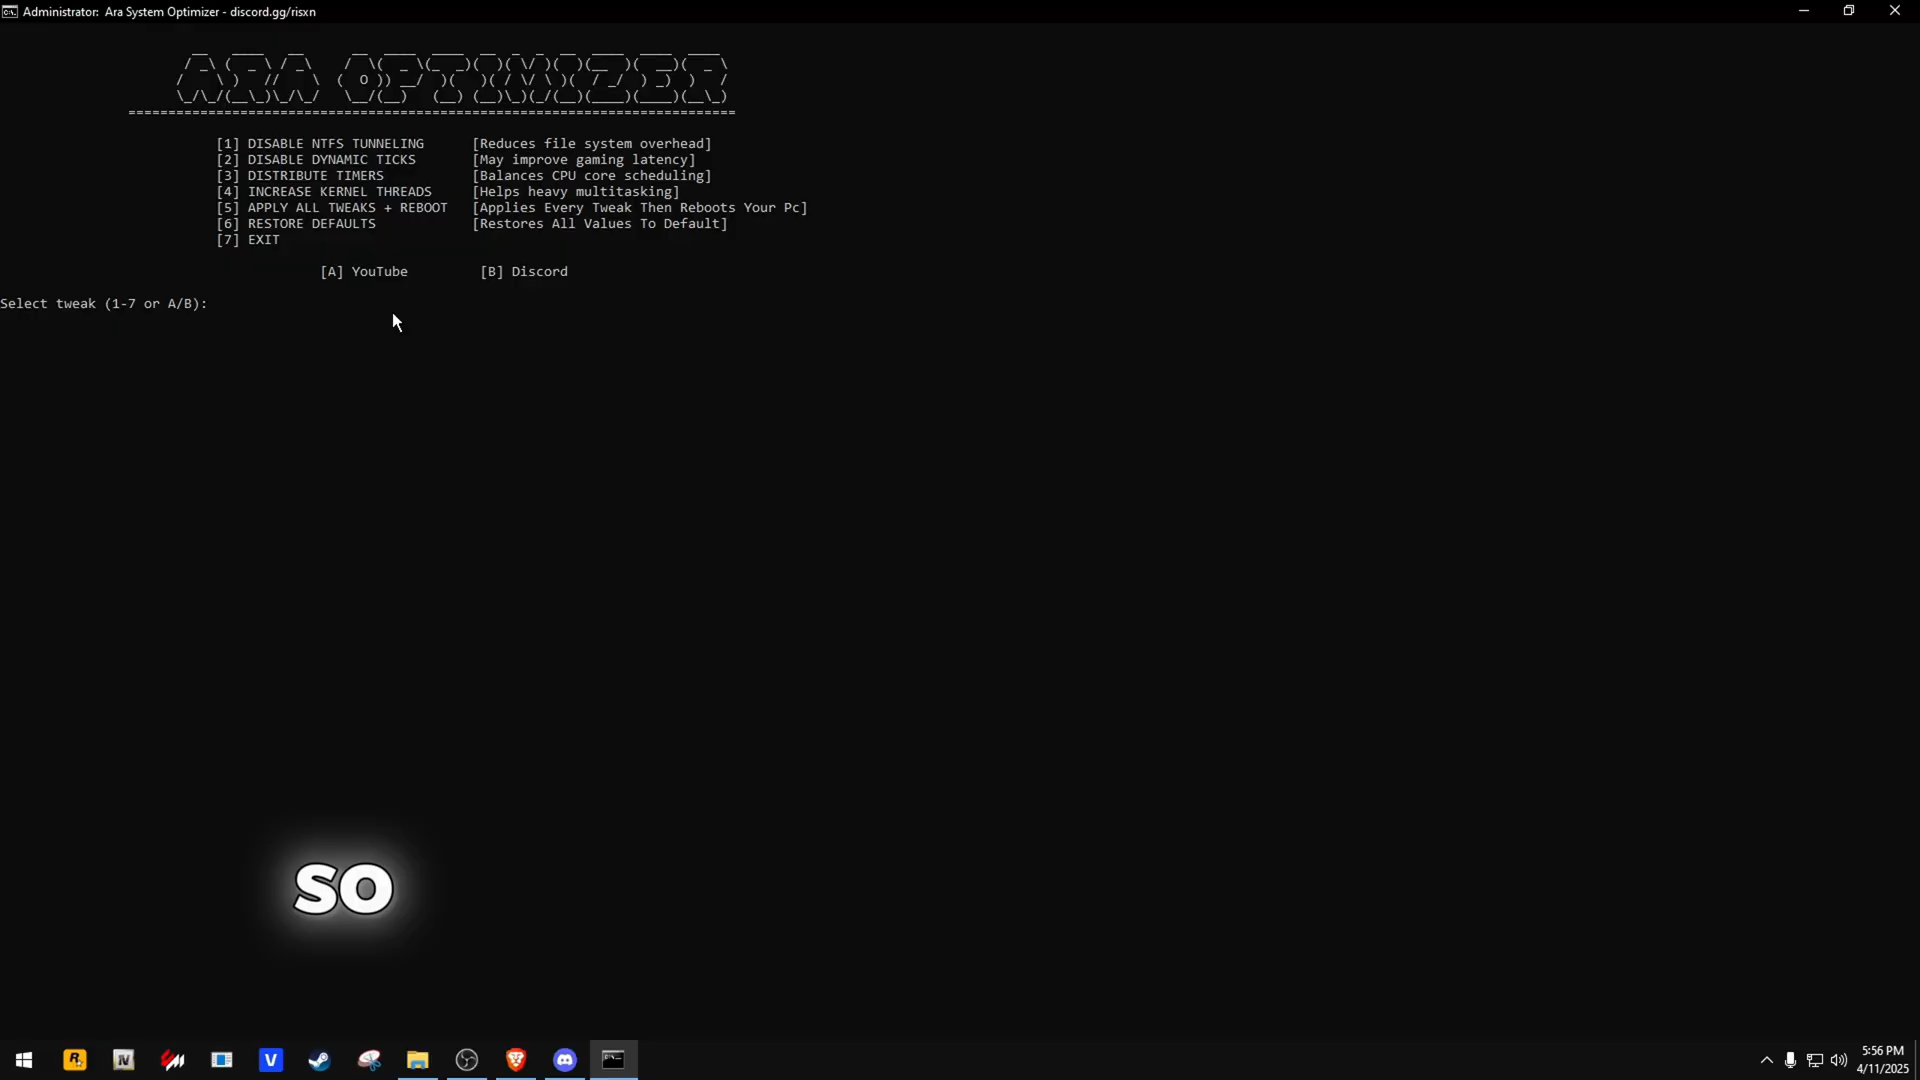 Administrator: Ara System Optimizer - discord.gg/risxn
ARA OPTIMIZER
[1] DISABLE NTFS TUNNELING [Reduces file system overhead]
[2] DISABLE DYNAMIC TICKS [May improve gaming latency]
[3] DISTRIBUTE TIMERS [Balances CPU core scheduling]
[4] INCREASE KERNEL THREADS [Helps heavy multitasking]
[5] APPLY ALL TWEAKS + REBOOT [Applies Every Tweak Then Reboots Your Pc]
[6] RESTORE DEFAULTS [Restores All Values To Default]
[7] EXIT
[A] YouTube [B] Discord
Select tweak (1-7 or A/B):
SO
R
IV
V
5:56 PM
4/11/2025